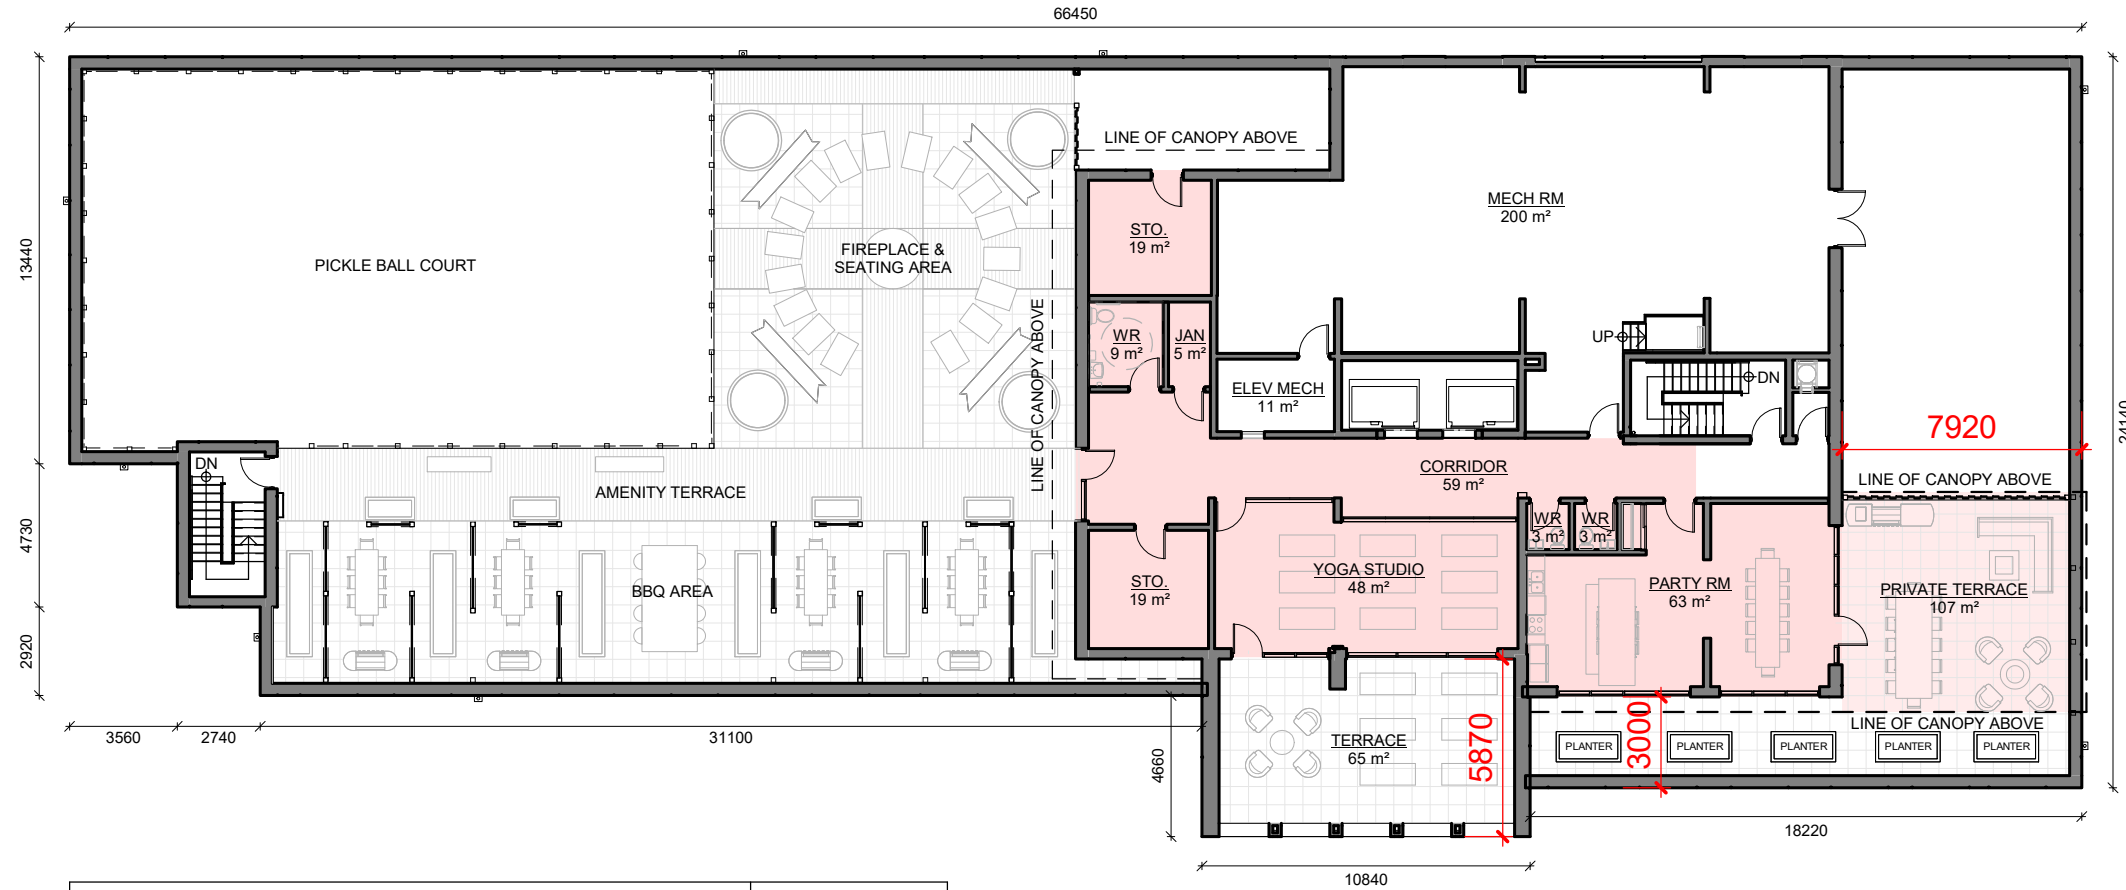 66450
LINE OF CANOPY ABOVE
MECH RM
200 m²
STO.
19 m²
PICKLE BALL COURT
FIREPLACE &
SEATING AREA
13440
LINE OF CANOPY ABOVE
WR
9 m²
JAN
5 m²
UP
ELEV MECH
11 m²
DN
24140
7920
DN
CORRIDOR
59 m²
LINE OF CANOPY ABOVE
AMENITY TERRACE
4730
WR
3 m²
WR
3 m²
STO.
19 m²
YOGA STUDIO
48 m²
PARTY RM
63 m²
PRIVATE TERRACE
107 m²
BBQ AREA
2920
LINE OF CANOPY ABOVE
3560
2740
31100
4660
TERRACE
65 m²
5870
3000
PLANTER
PLANTER
PLANTER
PLANTER
PLANTER
18220
10840